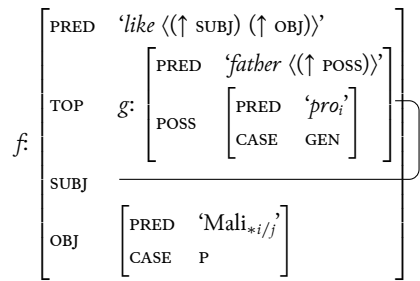 PRED ‘like ⟨(↑ SUBJ) (↑ OBJ)⟩’
PRED ‘father ⟨(↑ POSS)⟩’
TOP g: POSS PRED ‘proᵢ’
CASE GEN
f:
SUBJ
OBJ PRED ‘Mali∗i/j’
CASE P